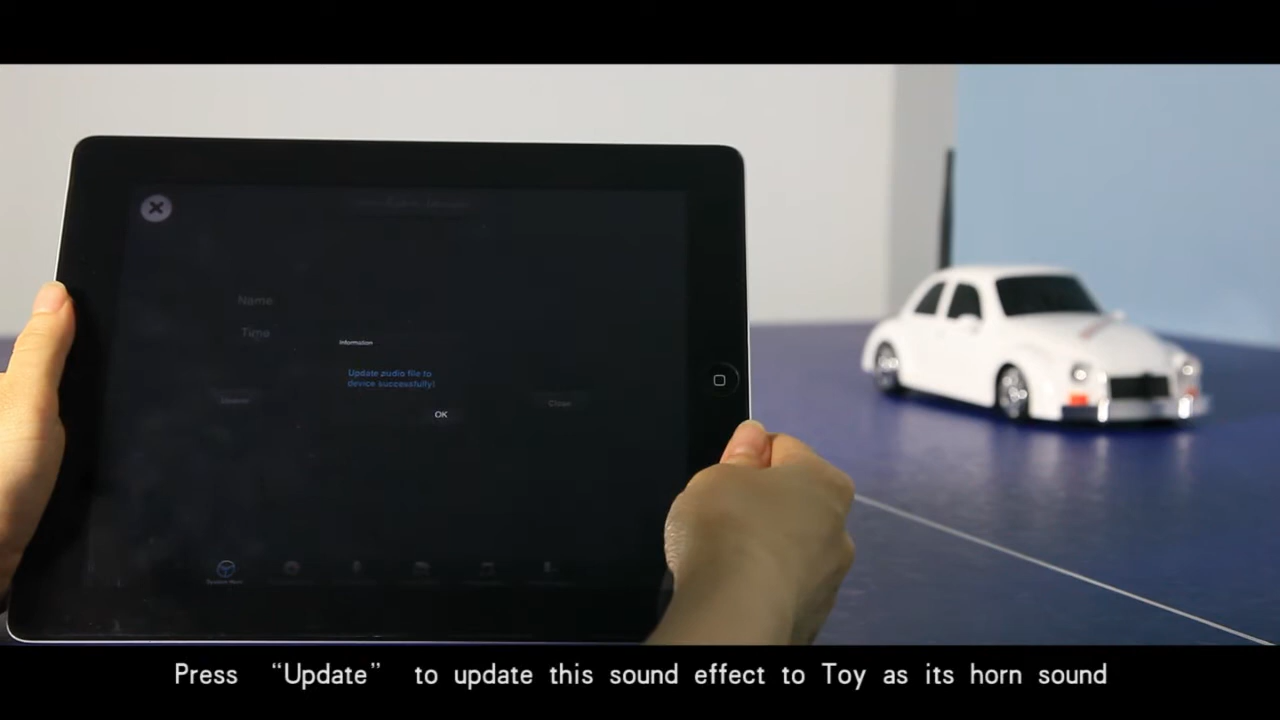 Name
Time
Information
Update audio file to
device successfully!
OK
Close
Press "Update" to update this sound effect to Toy as its horn sound